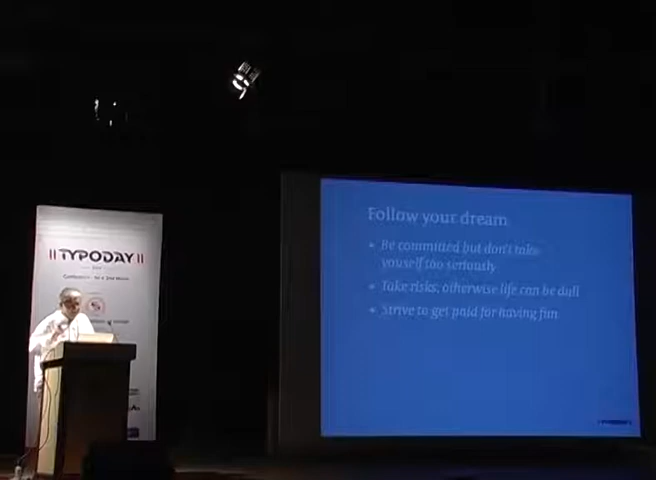 TYPODAY
Follow your dream
• Be committed but don't take
youself too seriously
• Take risks, otherwise life can be dull
• Strive to get paid for having fun